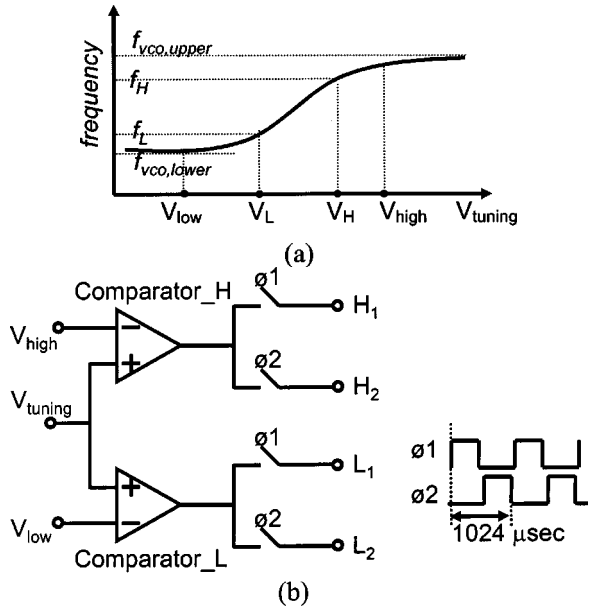 frequency
f_vco,upper
f_H
f_L
f_vco,lower
V_low V_L V_H V_high V_tuning
(a)
Comparator_H
V_high
V_tuning
V_low
− +
+ −
Comparator_L
ø1 H_1
ø2 H_2
ø1 L_1
ø2 L_2
ø1
ø2
1024 μsec
(b)